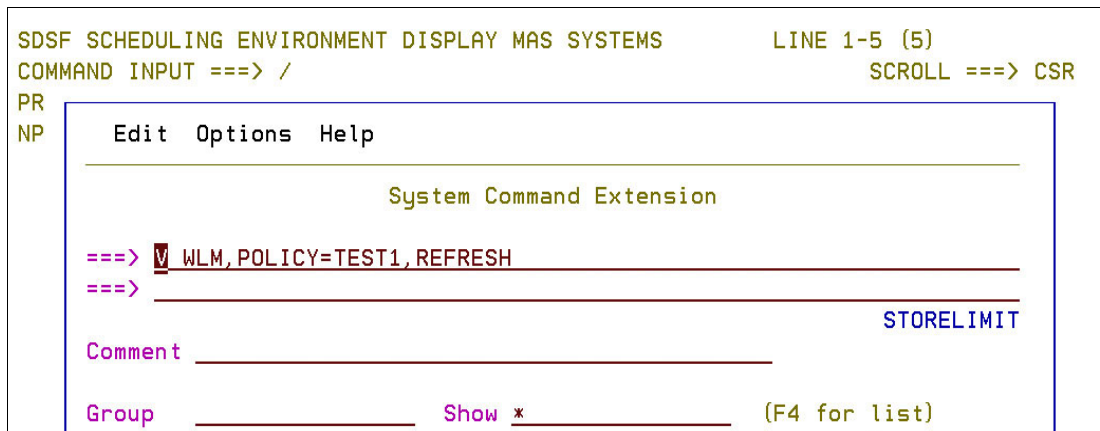 SDSF SCHEDULING ENVIRONMENT DISPLAY MAS SYSTEMS LINE 1-5 (5)
COMMAND INPUT ===> / SCROLL ===> CSR
PR
NP Edit Options Help
System Command Extension
===> V WLM,POLICY=TEST1,REFRESH
===>
STORELIMIT
Comment
Group Show * (F4 for list)